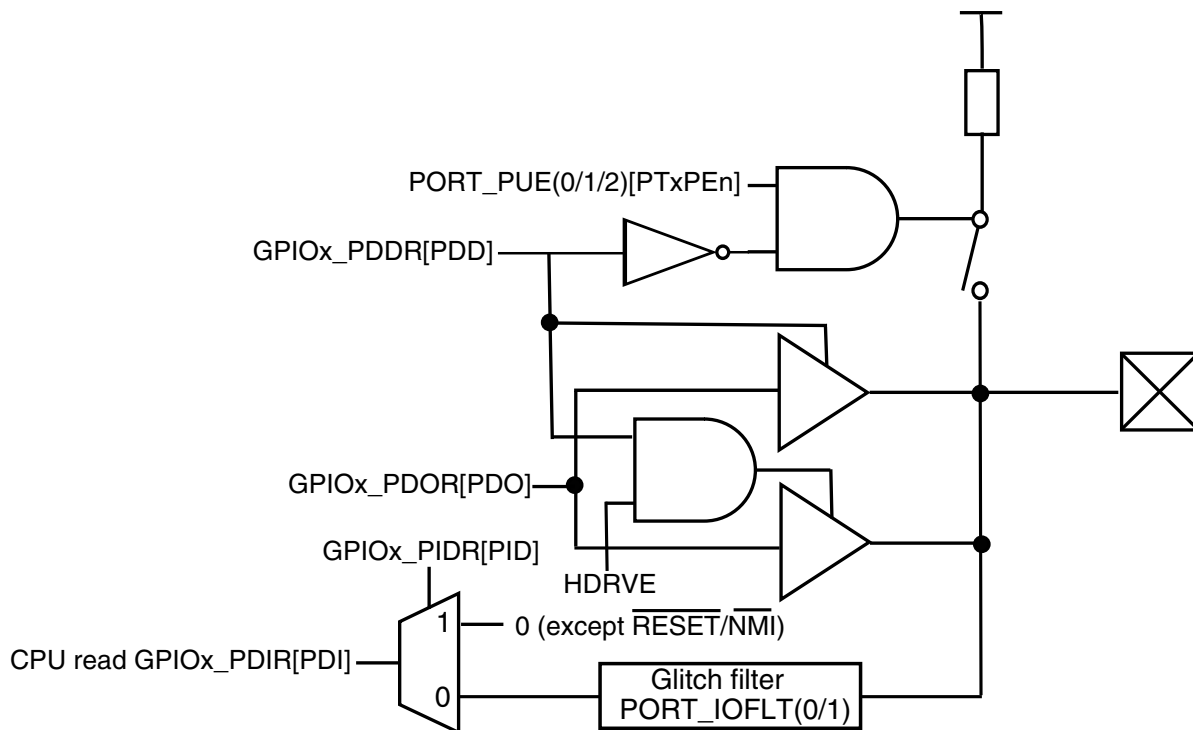 PORT_PUE(0/1/2)[PTxPEn]
GPIOx_PDDR[PDD]
GPIOx_PDOR[PDO]
GPIOx_PIDR[PID]
HDRVE
1
0 (except RESET/NMI)
CPU read GPIOx_PDIR[PDI]
0
Glitch filter
PORT_IOFLT(0/1)